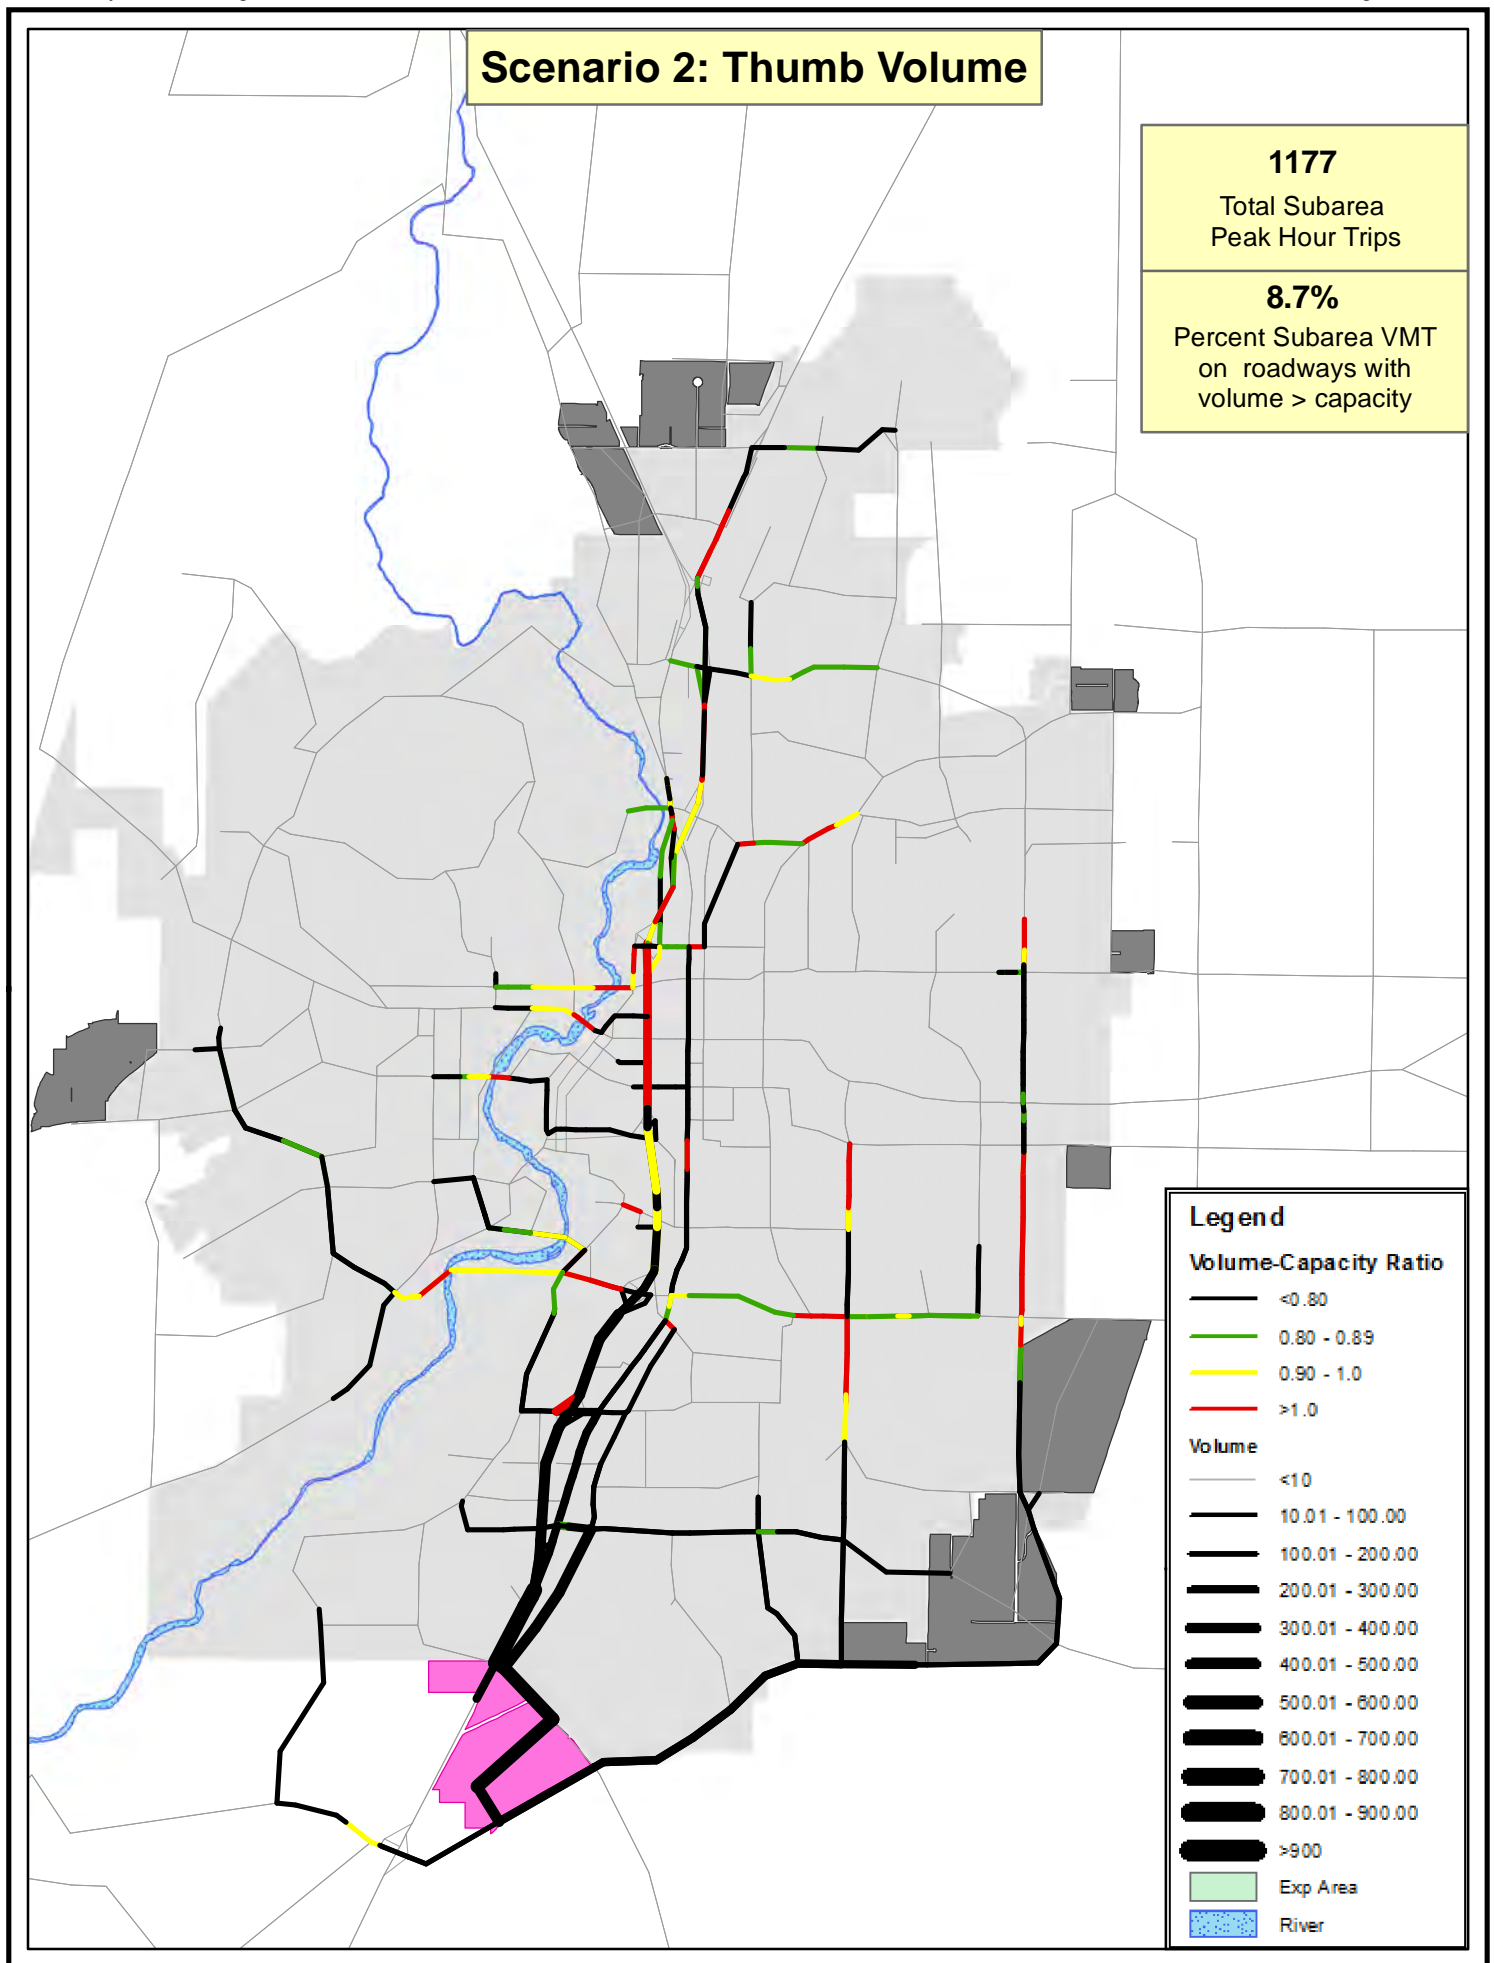 Scenario 2: Thumb Volume
1177
Total Subarea
Peak Hour Trips
8.7%
Percent Subarea VMT
on roadways with
volume > capacity
Legend
Volume-Capacity Ratio
<0.80
0.80 - 0.89
0.90 - 1.0
>1.0
Volume
<10
10.01 - 100.00
100.01 - 200.00
200.01 - 300.00
300.01 - 400.00
400.01 - 500.00
500.01 - 600.00
600.01 - 700.00
700.01 - 800.00
800.01 - 900.00
>900
Exp Area
River